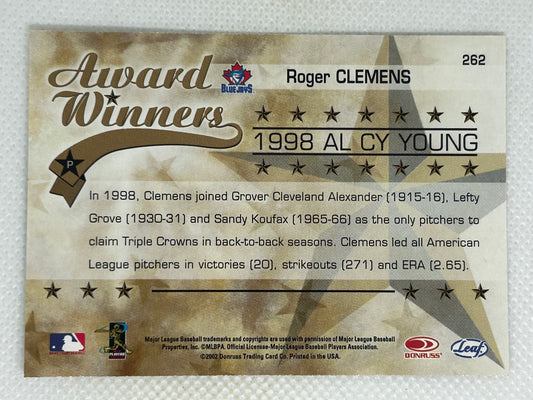 Award
Winners
BLUE JAYS
Roger CLEMENS
262
1998 AL CY YOUNG
P
In 1998, Clemens joined Grover Cleveland Alexander (1915-16), Lefty
Grove (1930-31) and Sandy Koufax (1965-66) as the only pitchers to
claim Triple Crowns in back-to-back seasons. Clemens led all American
League pitchers in victories (20), strikeouts (271) and ERA (2.65).
Major League Baseball trademarks and copyrights are used with permission of Major League Baseball
Properties, Inc. ©MLBPA. Official Licensee-Major League Baseball Players Association.
©2002 Donruss Trading Card Co. Printed in the USA.
DONRUSS
Leaf